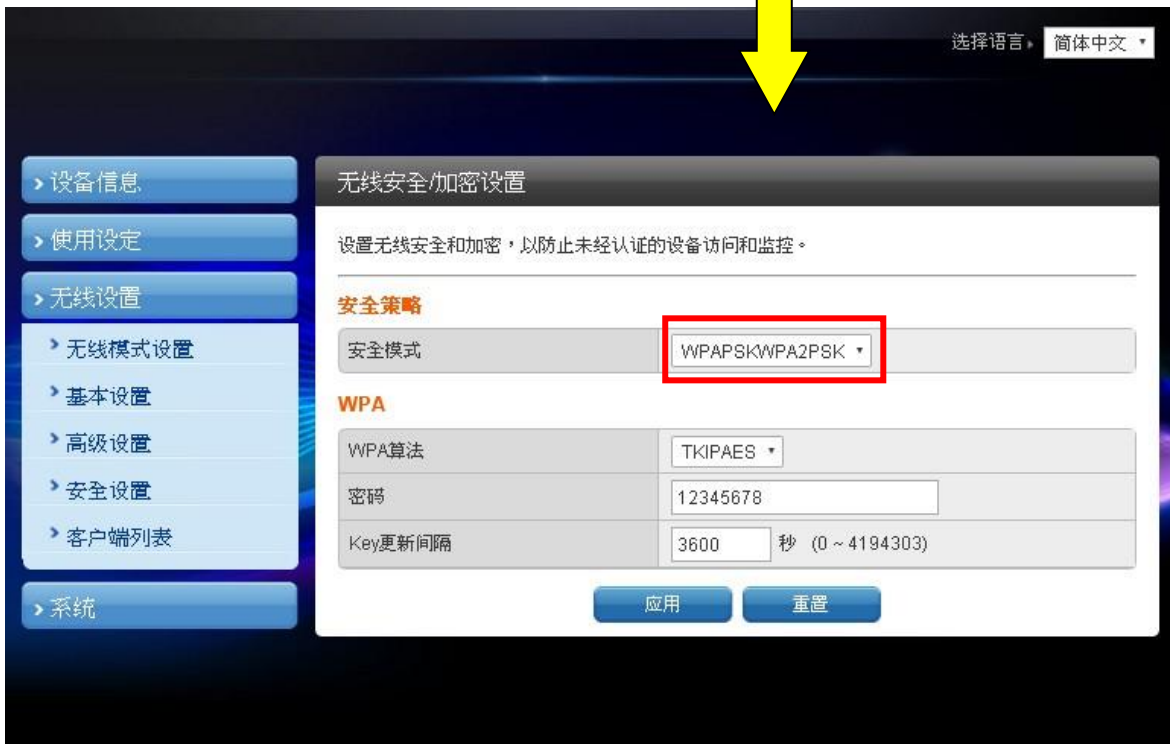 选择语言 简体中文
设备信息
使用设定
无线设置
无线模式设置
基本设置
高级设置
安全设置
客户端列表
系统
无线安全/加密设置
设置无线安全和加密,以防止未经认证的设备访问和监控。
安全策略
安全模式 WPAPSKWPA2PSK
WPA
WPA算法 TKIPAES
密码 12345678
Key更新间隔 3600 秒 (0 ~ 4194303)
应用 重置